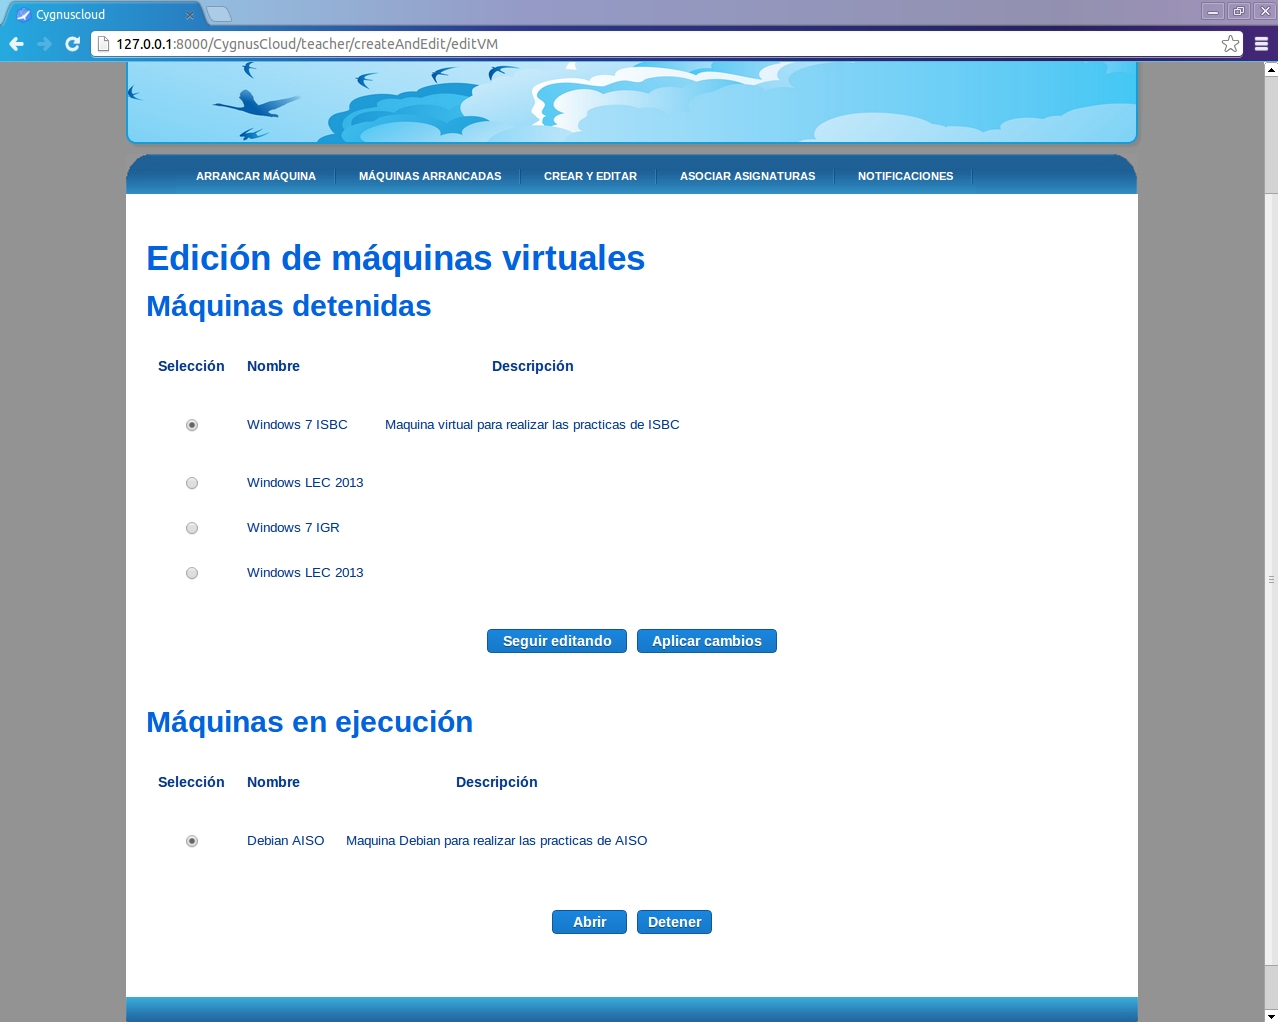 Cygnuscloud
127.0.0.1:8000/CygnusCloud/teacher/createAndEdit/editVM
ARRANCAR MÁQUINA MÁQUINAS ARRANCADAS CREAR Y EDITAR ASOCIAR ASIGNATURAS NOTIFICACIONES
Edición de máquinas virtuales
Máquinas detenidas
Selección Nombre Descripción
Windows 7 ISBC Maquina virtual para realizar las practicas de ISBC
Windows LEC 2013
Windows 7 IGR
Windows LEC 2013
Seguir editando Aplicar cambios
Máquinas en ejecución
Selección Nombre Descripción
Debian AISO Maquina Debian para realizar las practicas de AISO
Abrir Detener